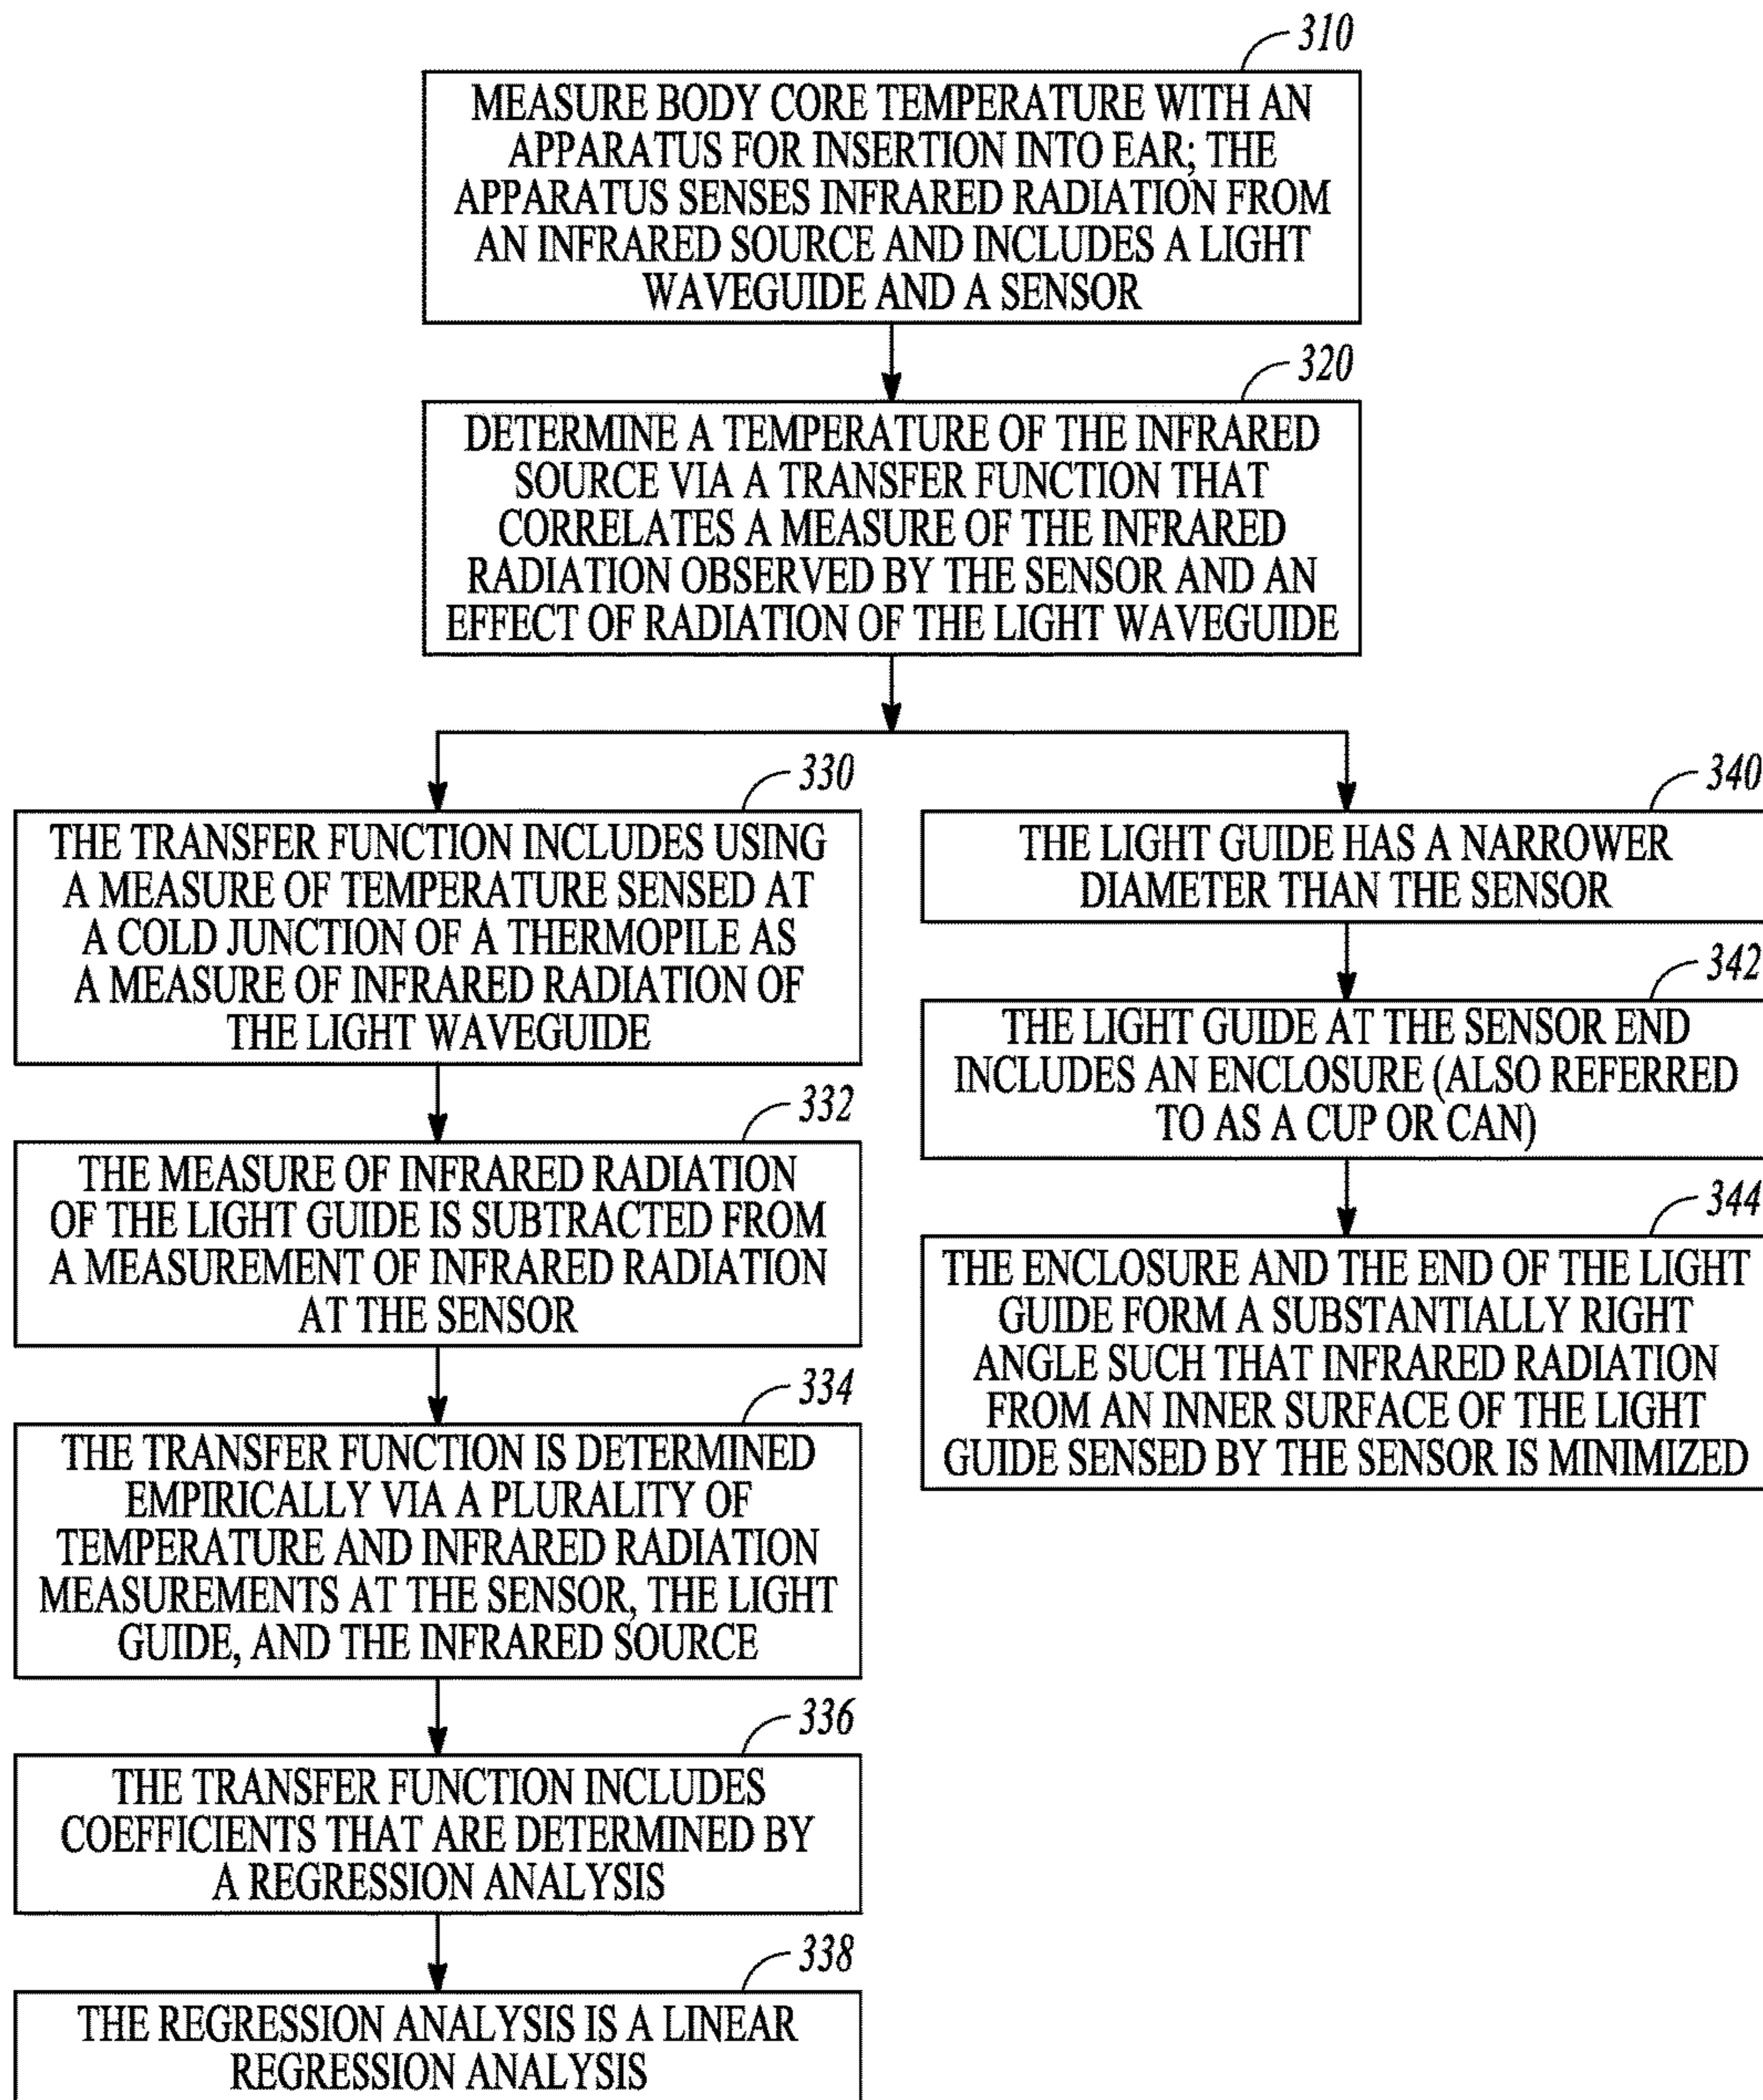 310
MEASURE BODY CORE TEMPERATURE WITH AN
APPARATUS FOR INSERTION INTO EAR; THE
APPARATUS SENSES INFRARED RADIATION FROM
AN INFRARED SOURCE AND INCLUDES A LIGHT
WAVEGUIDE AND A SENSOR
320
DETERMINE A TEMPERATURE OF THE INFRARED
SOURCE VIA A TRANSFER FUNCTION THAT
CORRELATES A MEASURE OF THE INFRARED
RADIATION OBSERVED BY THE SENSOR AND AN
EFFECT OF RADIATION OF THE LIGHT WAVEGUIDE
330
THE TRANSFER FUNCTION INCLUDES USING
A MEASURE OF TEMPERATURE SENSED AT
A COLD JUNCTION OF A THERMOPILE AS
A MEASURE OF INFRARED RADIATION OF
THE LIGHT WAVEGUIDE
332
THE MEASURE OF INFRARED RADIATION
OF THE LIGHT GUIDE IS SUBTRACTED FROM
A MEASUREMENT OF INFRARED RADIATION
AT THE SENSOR
334
THE TRANSFER FUNCTION IS DETERMINED
EMPIRICALLY VIA A PLURALITY OF
TEMPERATURE AND INFRARED RADIATION
MEASUREMENTS AT THE SENSOR, THE LIGHT
GUIDE, AND THE INFRARED SOURCE
336
THE TRANSFER FUNCTION INCLUDES
COEFFICIENTS THAT ARE DETERMINED BY
A REGRESSION ANALYSIS
338
THE REGRESSION ANALYSIS IS A LINEAR
REGRESSION ANALYSIS
340
THE LIGHT GUIDE HAS A NARROWER
DIAMETER THAN THE SENSOR
342
THE LIGHT GUIDE AT THE SENSOR END
INCLUDES AN ENCLOSURE (ALSO REFERRED
TO AS A CUP OR CAN)
344
THE ENCLOSURE AND THE END OF THE LIGHT
GUIDE FORM A SUBSTANTIALLY RIGHT
ANGLE SUCH THAT INFRARED RADIATION
FROM AN INNER SURFACE OF THE LIGHT
GUIDE SENSED BY THE SENSOR IS MINIMIZED